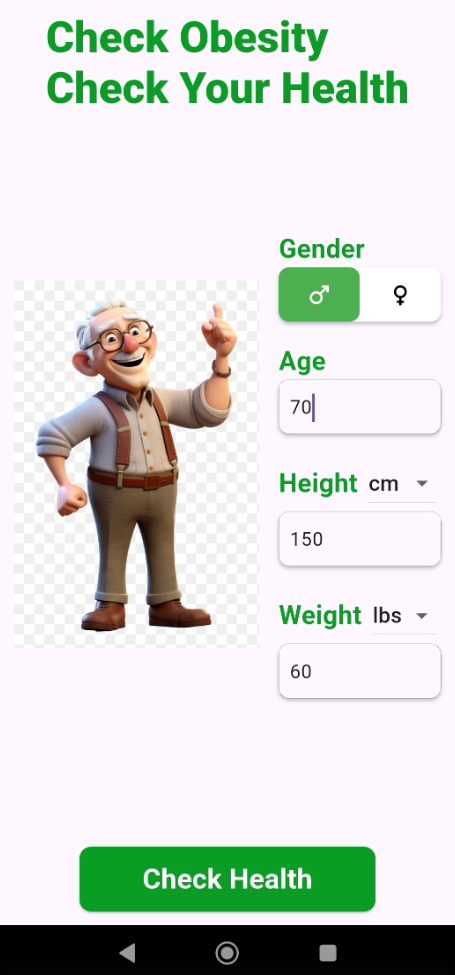 Check Obesity
Check Your Health
Gender
♂ ♀
Age
70
Height cm
150
Weight lbs
60
Check Health